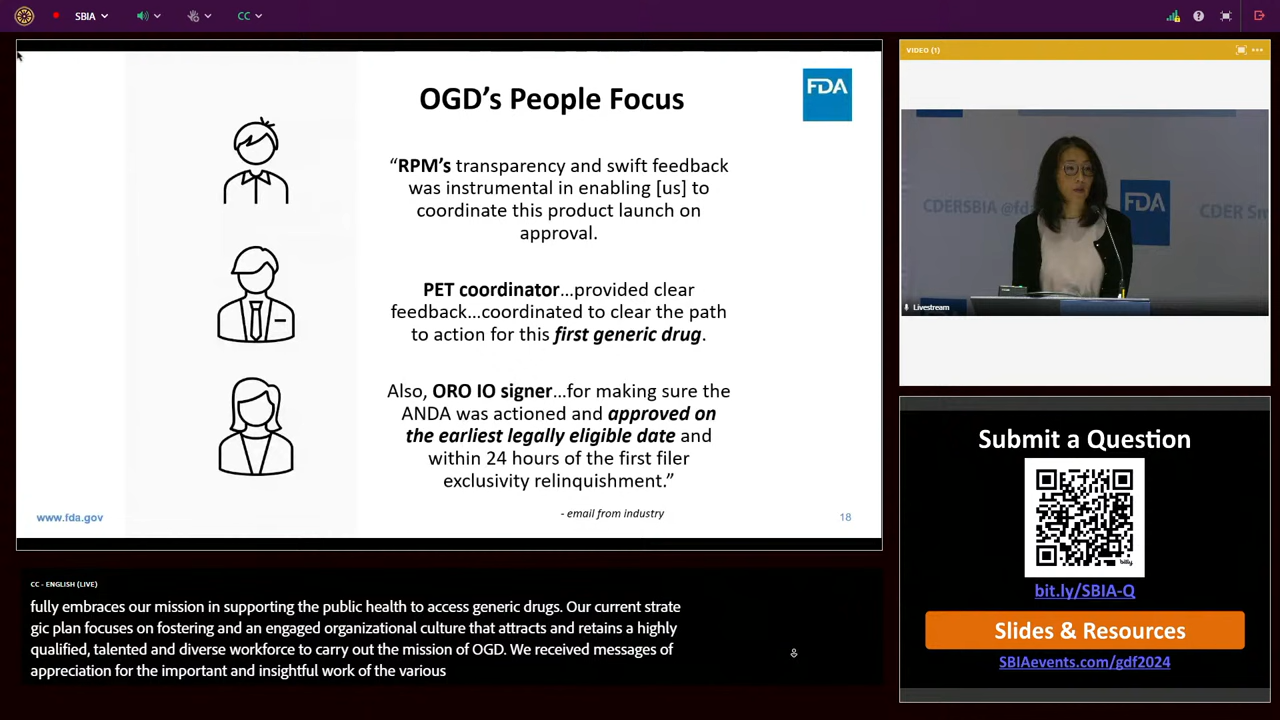 SBIA
CC
OGD's People Focus
FDA
“RPM's transparency and swift feedback
was instrumental in enabling [us] to
coordinate this product launch on
approval.
PET coordinator...provided clear
feedback...coordinated to clear the path
to action for this first generic drug.
Also, ORO IO signer...for making sure the
ANDA was actioned and approved on
the earliest legally eligible date and
within 24 hours of the first filer
exclusivity relinquishment.”
- email from industry
www.fda.gov
18
CC - ENGLISH (LIVE)
fully embraces our mission in supporting the public health to access generic drugs. Our current strate
gic plan focuses on fostering and an engaged organizational culture that attracts and retains a highly
qualified, talented and diverse workforce to carry out the mission of OGD. We received messages of
appreciation for the important and insightful work of the various
VIDEO (1)
CDERSBIA @fda
FDA
CDER Sm
Livestream
Submit a Question
bitly
bit.ly/SBIA-Q
Slides & Resources
SBIAevents.com/gdf2024